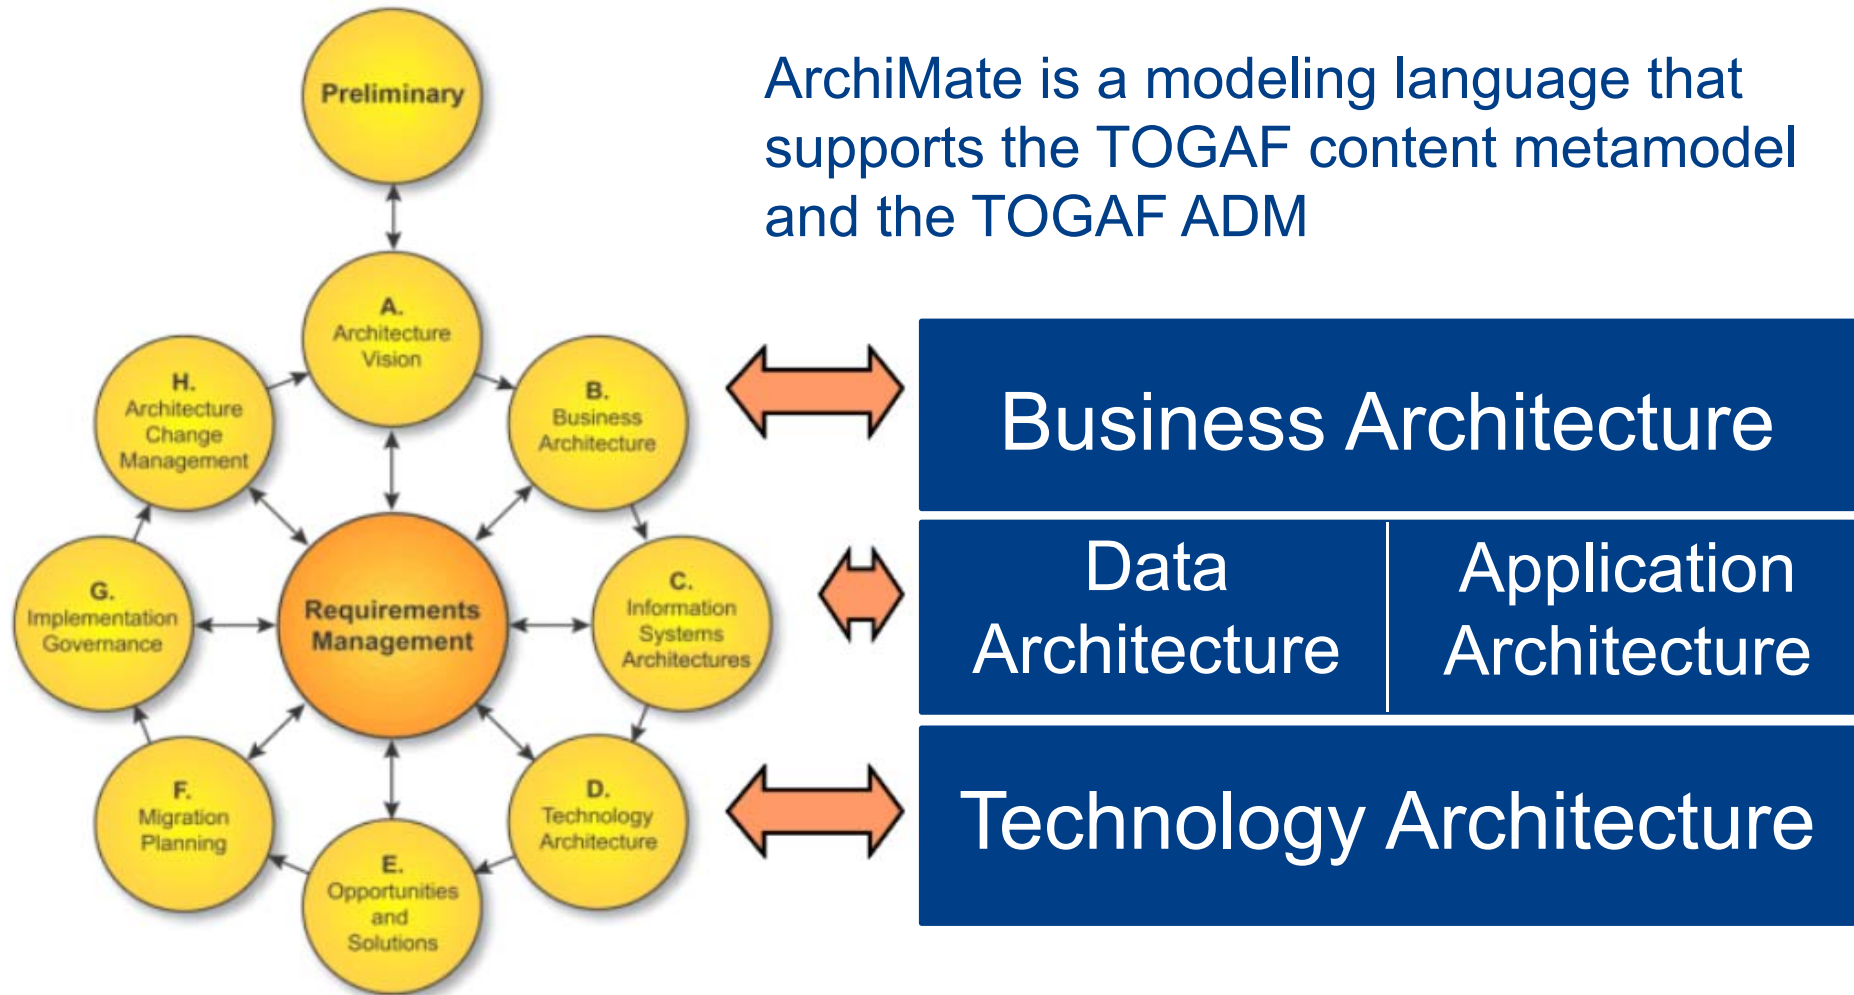 Preliminary
ArchiMate is a modeling language that
supports the TOGAF content metamodel
and the TOGAF ADM
A.
Architecture
Vision
B.
Business
Architecture
C.
Information
Systems
Architectures
D.
Technology
Architecture
E.
Opportunities
and
Solutions
F.
Migration
Planning
G.
Implementation
Governance
H.
Architecture
Change
Management
Requirements
Management
Business Architecture
Data
Architecture
Application
Architecture
Technology Architecture